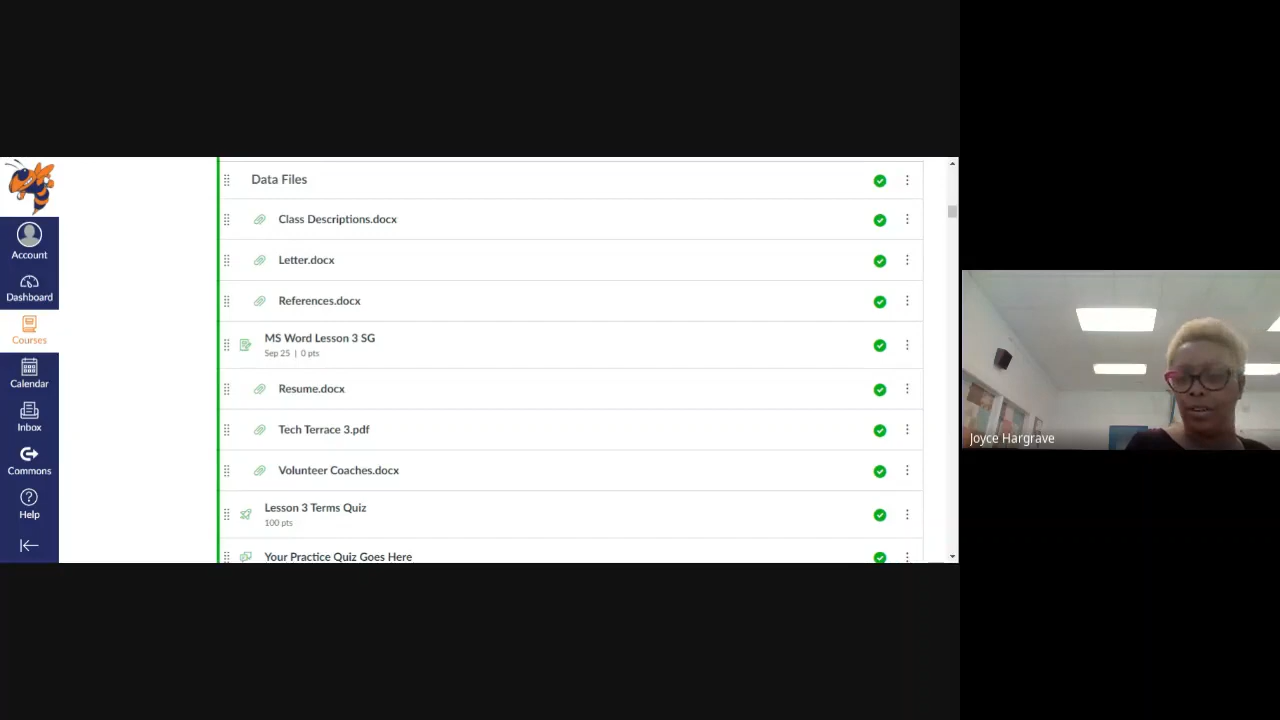 Data Files
Class Descriptions.docx
Letter.docx
References.docx
MS Word Lesson 3 SG
Sep 25 | 0 pts
Resume.docx
Tech Terrace 3.pdf
Volunteer Coaches.docx
Lesson 3 Terms Quiz
100 pts
Your Practice Quiz Goes Here
Account
Dashboard
Courses
Calendar
Inbox
Commons
Help
Joyce Hargrave